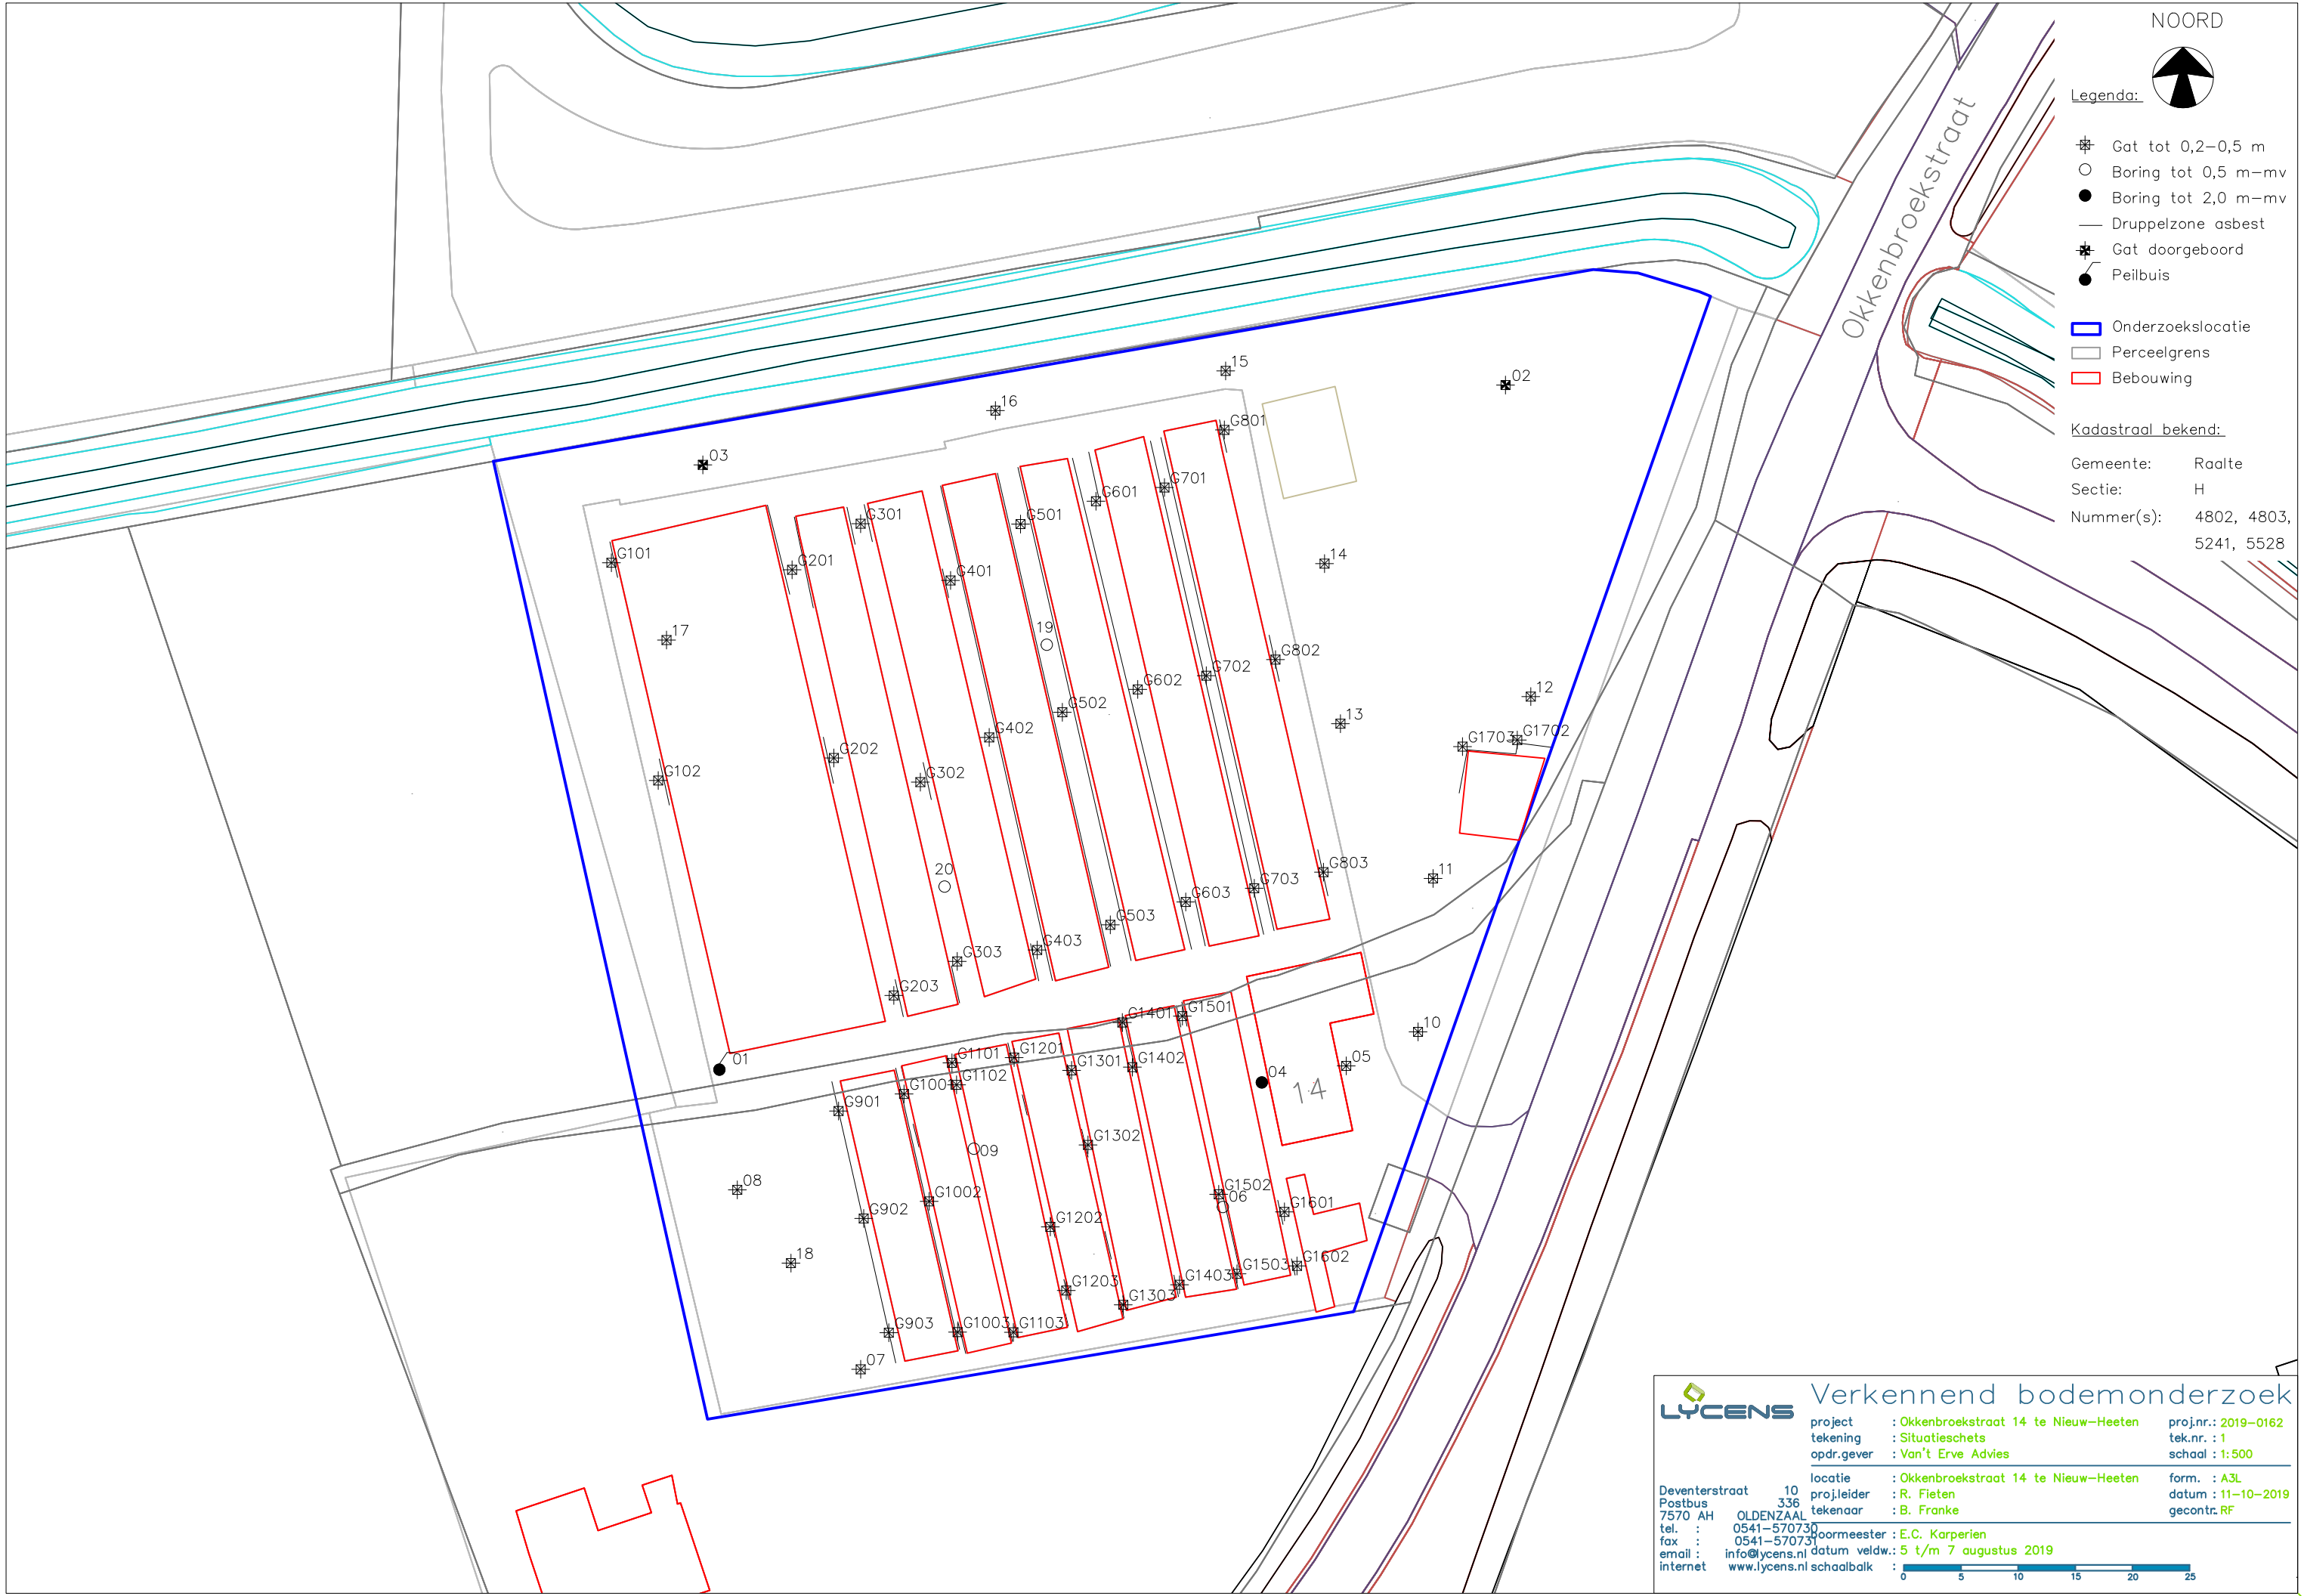 NOORD
Legenda:
Gat tot 0,2-0,5 m
Boring tot 0,5 m-mv
Boring tot 2,0 m-mv
Druppelzone asbest
Gat doorgeboord
Peilbuis
Onderzoekslocatie
Perceelgrens
Bebouwing
Kadastraal bekend:
Gemeente: Raalte
Sectie: H
Nummer(s): 4802, 4803,
5241, 5528
Okkenbroekstraat
15
02
16
03
G801
G701
G601
G501
G301
G401
G201
G101
14
17
19
G802
G702
G602
G502
G402
G202
G102
G302
12
13
G1702
G1703
20
11
G803
G703
G603
G503
G403
G303
G203
10
01
G1401
G1501
G1101
G1201
G1301
G1402
05
04
14
G1001
G1102
G901
G1302
09
08
G1002
G902
G1202
G1502
06
G1601
18
G1203
G1303
G1403
G1503
G1602
G903
G1003
G1103
07
LYCENS
Deventerstraat 10
Postbus 336
7570 AH OLDENZAAL
tel. : 0541-570730
fax : 0541-570731
email : info@lycens.nl
internet www.lycens.nl
Verkennend bodemonderzoek
project : Okkenbroekstraat 14 te Nieuw-Heeten proj.nr.: 2019-0162
tekening : Situatieschets tek.nr. : 1
opdr.gever : Van't Erve Advies schaal : 1:500
locatie : Okkenbroekstraat 14 te Nieuw-Heeten form. : A3L
proj.leider : R. Fieten datum : 11-10-2019
tekenaar : B. Franke gecontr.: RF
boormeester : E.C. Karperien
datum veldw.: 5 t/m 7 augustus 2019
schaalbalk :
0 5 10 15 20 25